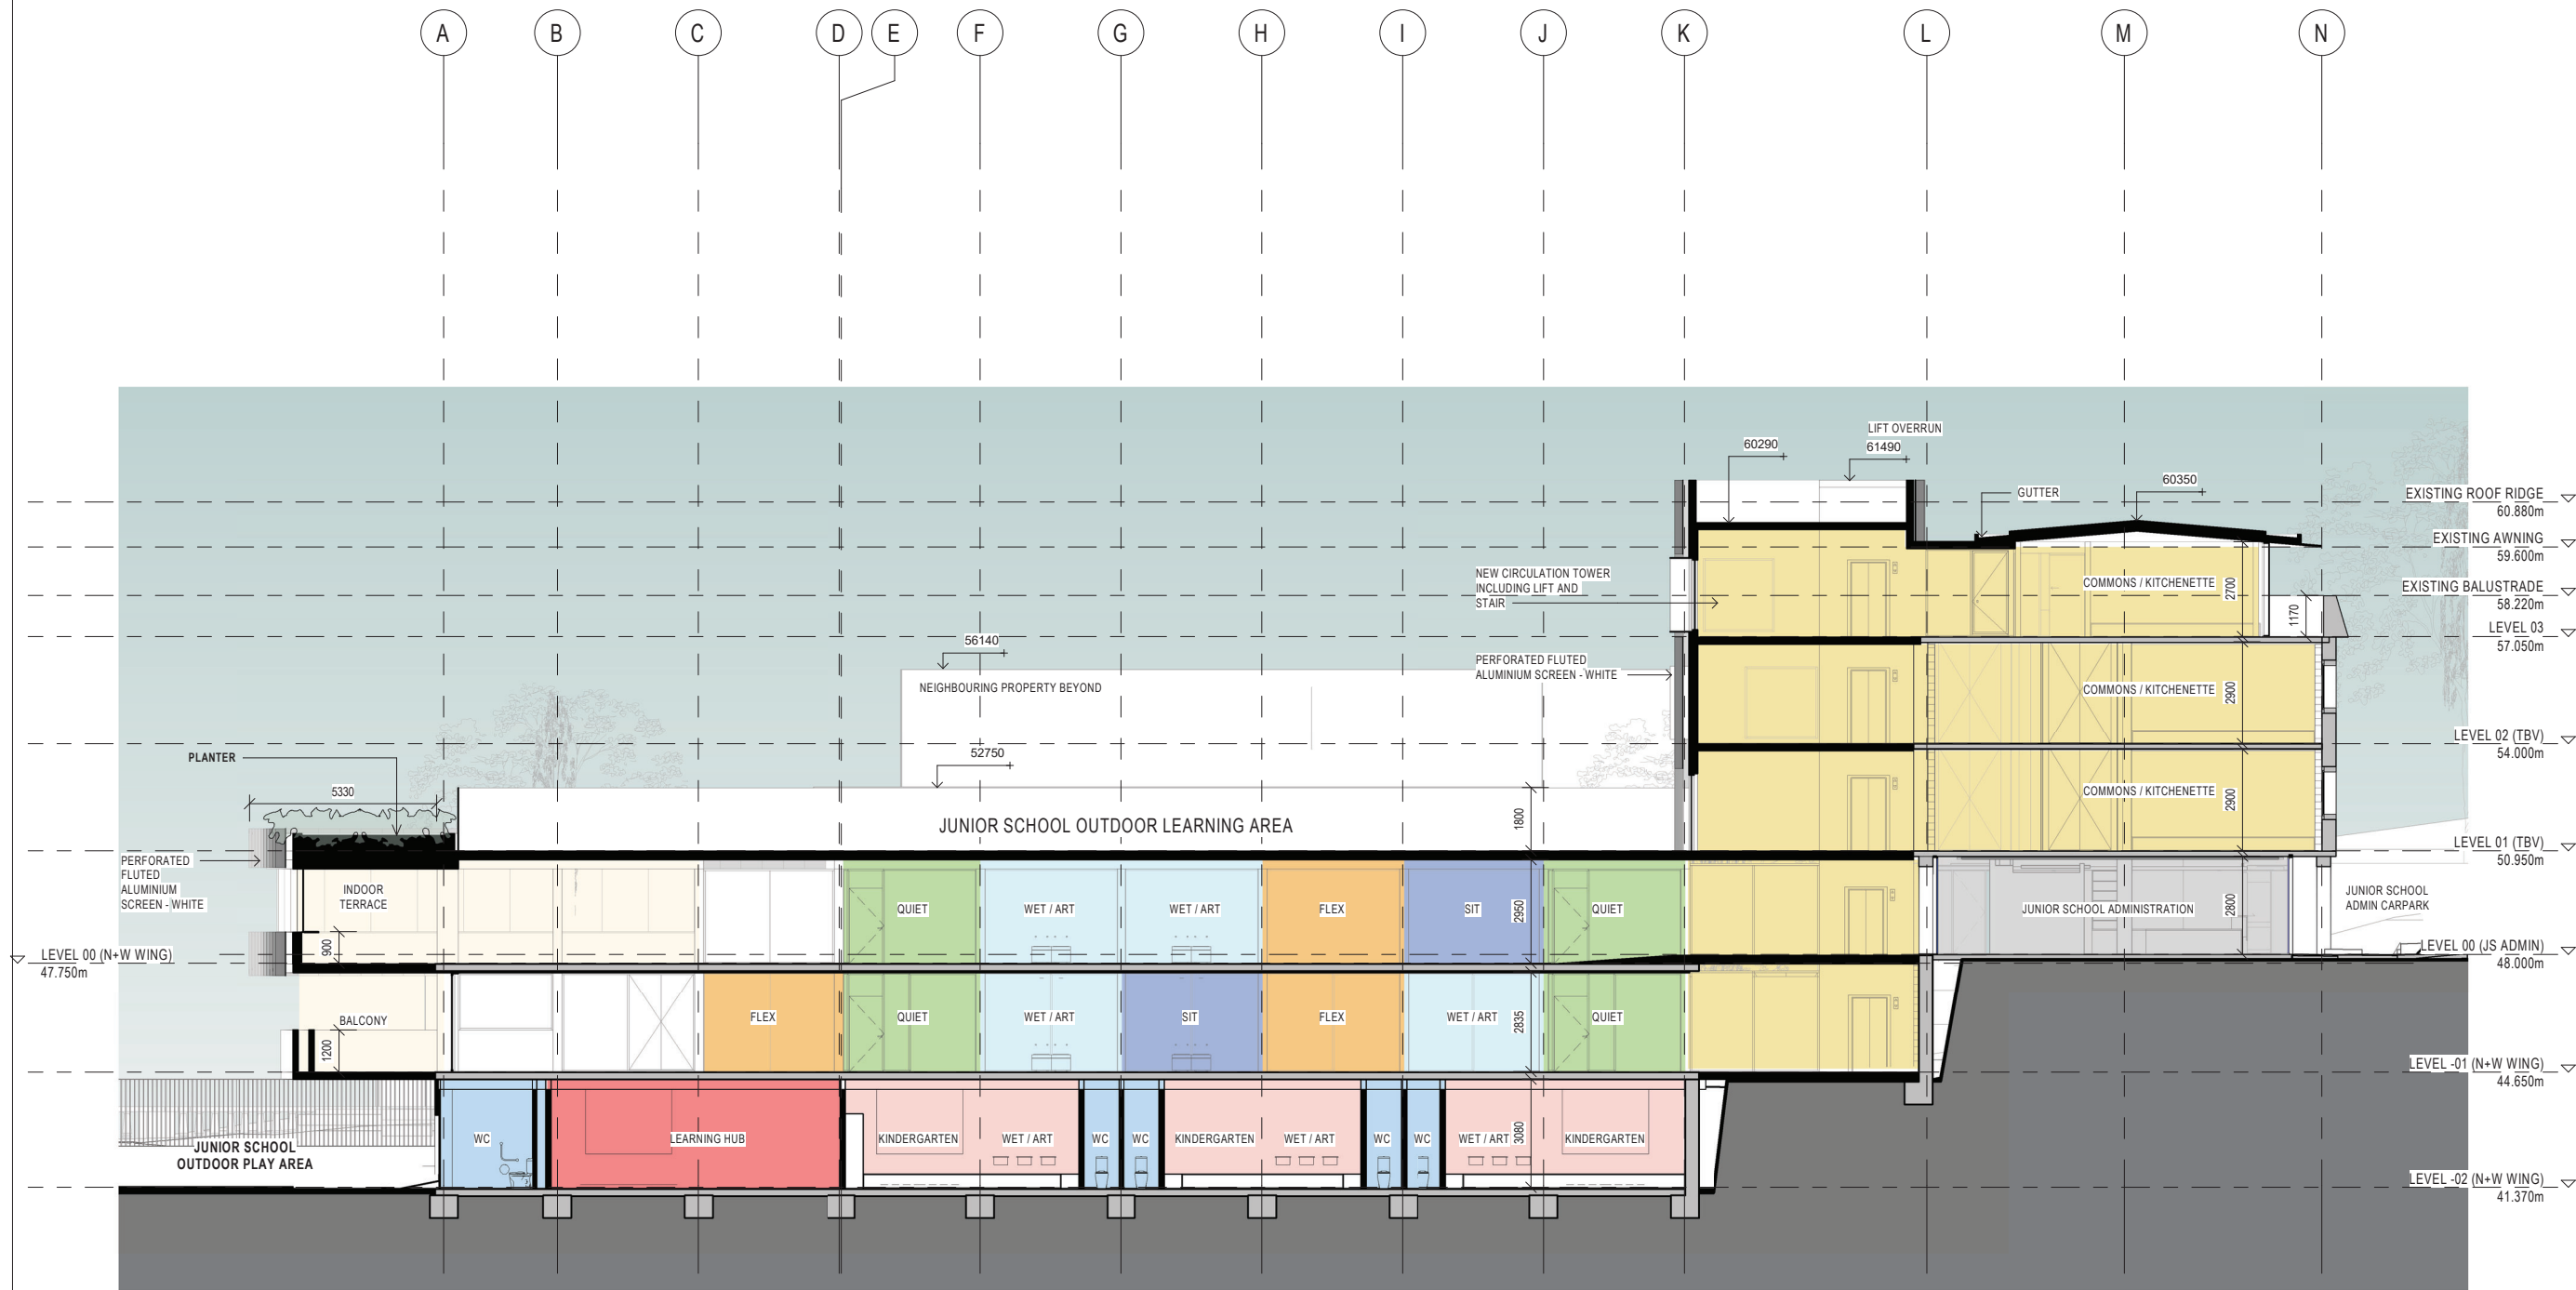 A B C D E F G H I J K L M N
LIFT OVERRUN
60290
61490
GUTTER
60350
EXISTING ROOF RIDGE
60.880m
EXISTING AWNING
59.600m
NEW CIRCULATION TOWER
INCLUDING LIFT AND
STAIR
COMMONS / KITCHENETTE
2700
EXISTING BALUSTRADE
58.220m
1170
LEVEL 03
57.050m
56140
NEIGHBOURING PROPERTY BEYOND
PERFORATED FLUTED
ALUMINIUM SCREEN - WHITE
COMMONS / KITCHENETTE
2900
LEVEL 02 (TBV)
54.000m
PLANTER
52750
5330
COMMONS / KITCHENETTE
2900
JUNIOR SCHOOL OUTDOOR LEARNING AREA
1800
LEVEL 01 (TBV)
50.950m
PERFORATED
FLUTED
ALUMINIUM
SCREEN - WHITE
INDOOR
TERRACE
900
QUIET
WET / ART
WET / ART
FLEX
SIT
2950
QUIET
JUNIOR SCHOOL ADMINISTRATION
2800
JUNIOR SCHOOL
ADMIN CARPARK
LEVEL 00 (N+W WING)
47.750m
LEVEL 00 (JS ADMIN)
48.000m
BALCONY
1200
FLEX
QUIET
WET / ART
SIT
FLEX
WET / ART
2835
QUIET
LEVEL -01 (N+W WING)
44.650m
JUNIOR SCHOOL
OUTDOOR PLAY AREA
WC
LEARNING HUB
KINDERGARTEN
WET / ART
WC
WC
KINDERGARTEN
WET / ART
WC
WC
WET / ART
3080
KINDERGARTEN
LEVEL -02 (N+W WING)
41.370m